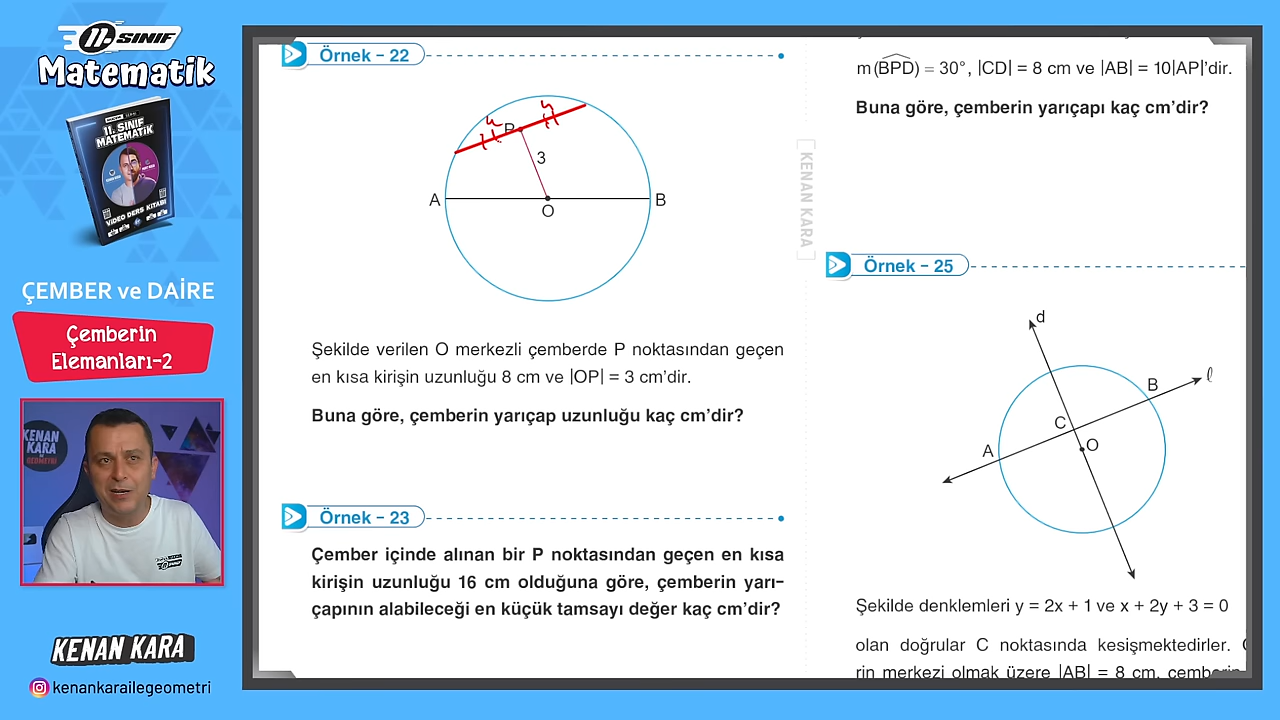 11. SINIF
Matematik
11. SINIF
MATEMATİK
VİDEO DERS KİTABI
ÇEMBER ve DAİRE
Çemberin
Elemanları-2
KENAN
KARA
GEOMETRİ
KENAN KARA
kenankarailegeometri
Örnek – 22
4
4
P
3
A
B
O
Şekilde verilen O merkezli çemberde P noktasından geçen
en kısa kirişin uzunluğu 8 cm ve |OP| = 3 cm'dir.
Buna göre, çemberin yarıçap uzunluğu kaç cm'dir?
Örnek – 23
Çember içinde alınan bir P noktasından geçen en kısa
kirişin uzunluğu 16 cm olduğuna göre, çemberin yarı-
çapının alabileceği en küçük tamsayı değer kaç cm'dir?
KENAN KARA
m(BPD) = 30°, |CD| = 8 cm ve |AB| = 10|AP|'dir.
Buna göre, çemberin yarıçapı kaç cm'dir?
Örnek – 25
d
ℓ
B
C
O
A
Şekilde denklemleri y = 2x + 1 ve x + 2y + 3 = 0
olan doğrular C noktasında kesişmektedirler.
rin merkezi olmak üzere |AB| = 8 cm, çemberin